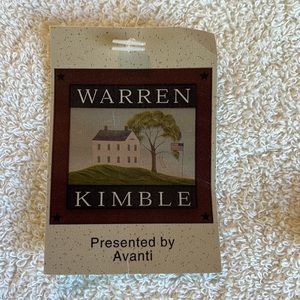 WARREN
KIMBLE
Presented by
Avanti